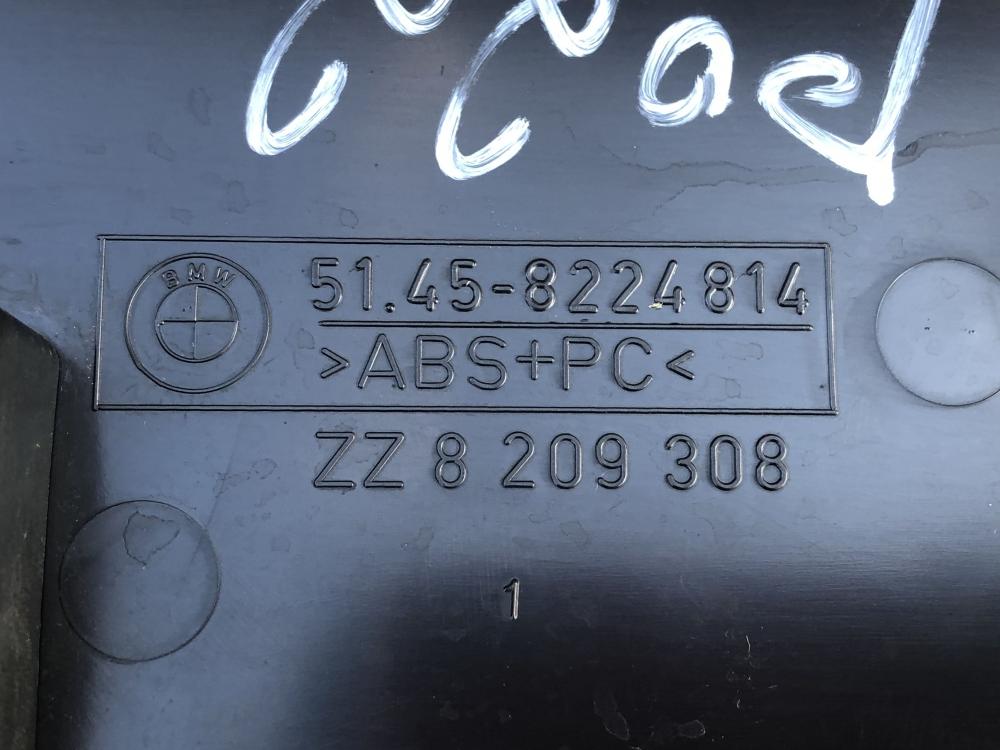 BMW
51.45-8224814
>ABS+PC<
ZZ 8 209 308
1